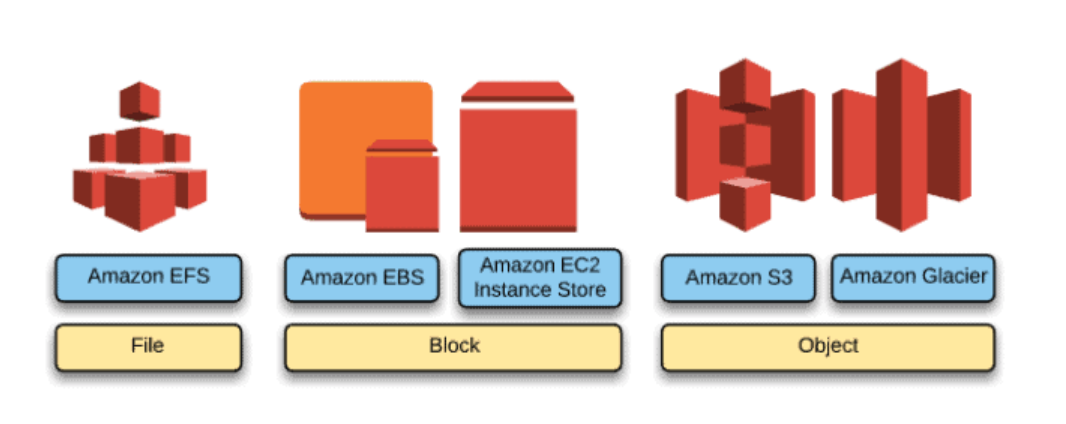 Amazon EFS
Amazon EBS
Amazon EC2
Instance Store
Amazon S3
Amazon Glacier
File
Block
Object